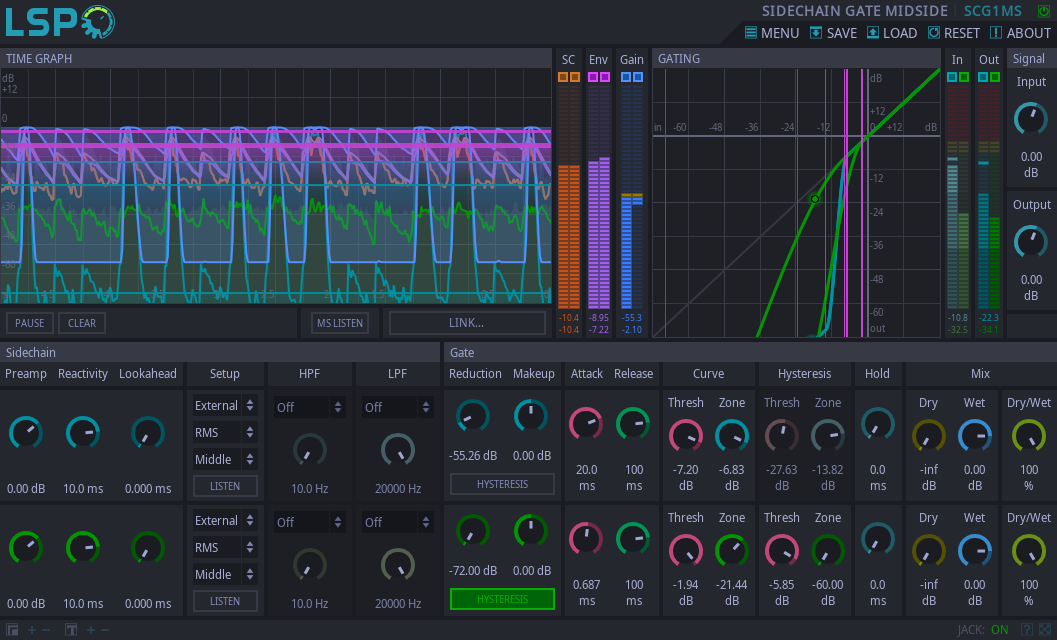 LSP
SIDECHAIN GATE MIDSIDE SCG1MS
MENU SAVE LOAD RESET ABOUT
TIME GRAPH
SC Env Gain
GATING
In Out Signal
dB
+12
0
-36
-10.4 -8.95 -55.3
-10.4 -7.22 -2.10
dB
+12
in -60 -48 -36 -24 -12 0 +12 dB
-12
-24
-36
-48
-60
out
-10.8 -22.3
-32.5 -34.1
Input
0.00
dB
Output
0.00
dB
PAUSE CLEAR MS LISTEN LINK...
Sidechain Gate
Preamp Reactivity Lookahead Setup HPF LPF Reduction Makeup Attack Release Curve Hysteresis Hold Mix
External Off Off Thresh Zone Thresh Zone Dry Wet Dry/Wet
RMS
Middle
-55.26 dB 0.00 dB
LISTEN HYSTERESIS
0.00 dB 10.0 ms 0.000 ms 10.0 Hz 20000 Hz
20.0 100 -7.20 -6.83 -27.63 -13.82 0.0 -inf 0.00 100
ms ms dB dB dB dB ms dB dB %
External Off Off Thresh Zone Thresh Zone Dry Wet Dry/Wet
RMS
Middle
-72.00 dB 0.00 dB
LISTEN HYSTERESIS
0.00 dB 10.0 ms 0.000 ms 10.0 Hz 20000 Hz
0.687 100 -1.94 -21.44 -5.85 -60.00 0.0 -inf 0.00 100
ms ms dB dB dB dB ms dB dB %
JACK: ON